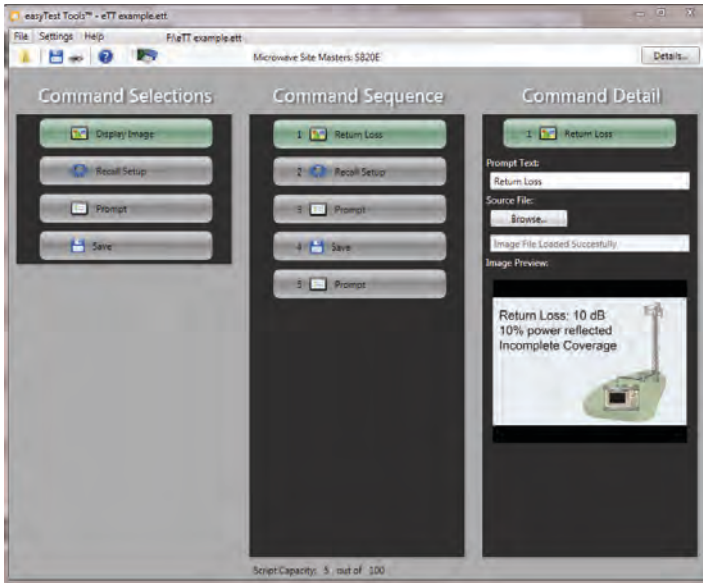 easyTest Tools™ - eTT example.ett
File Settings Help F:\eTT example.ett
Microwave Site Masters: S820E
Details...
Command Selections
Display Image
Recall Setup
Prompt
Save
Command Sequence
1 Return Loss
2 Recall Setup
3 Prompt
4 Save
5 Prompt
Script Capacity: 5 out of 100
Command Detail
1 Return Loss
Prompt Text:
Return Loss
Source File:
Browse...
Image File Loaded Succesfully
Image Preview:
Return Loss: 10 dB
10% power reflected
Incomplete Coverage